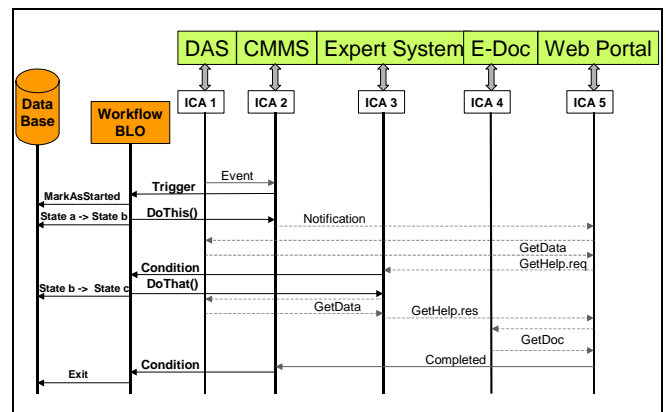 DAS CMMS Expert System E-Doc Web Portal
Data
Base
Workflow
BLO
ICA 1 ICA 2 ICA 3 ICA 4 ICA 5
Event
Trigger
MarkAsStarted
State a -> State b DoThis() Notification
GetData
Condition GetHelp.req
State b -> State c DoThat()
GetData GetHelp.res
GetDoc
Condition Completed
Exit